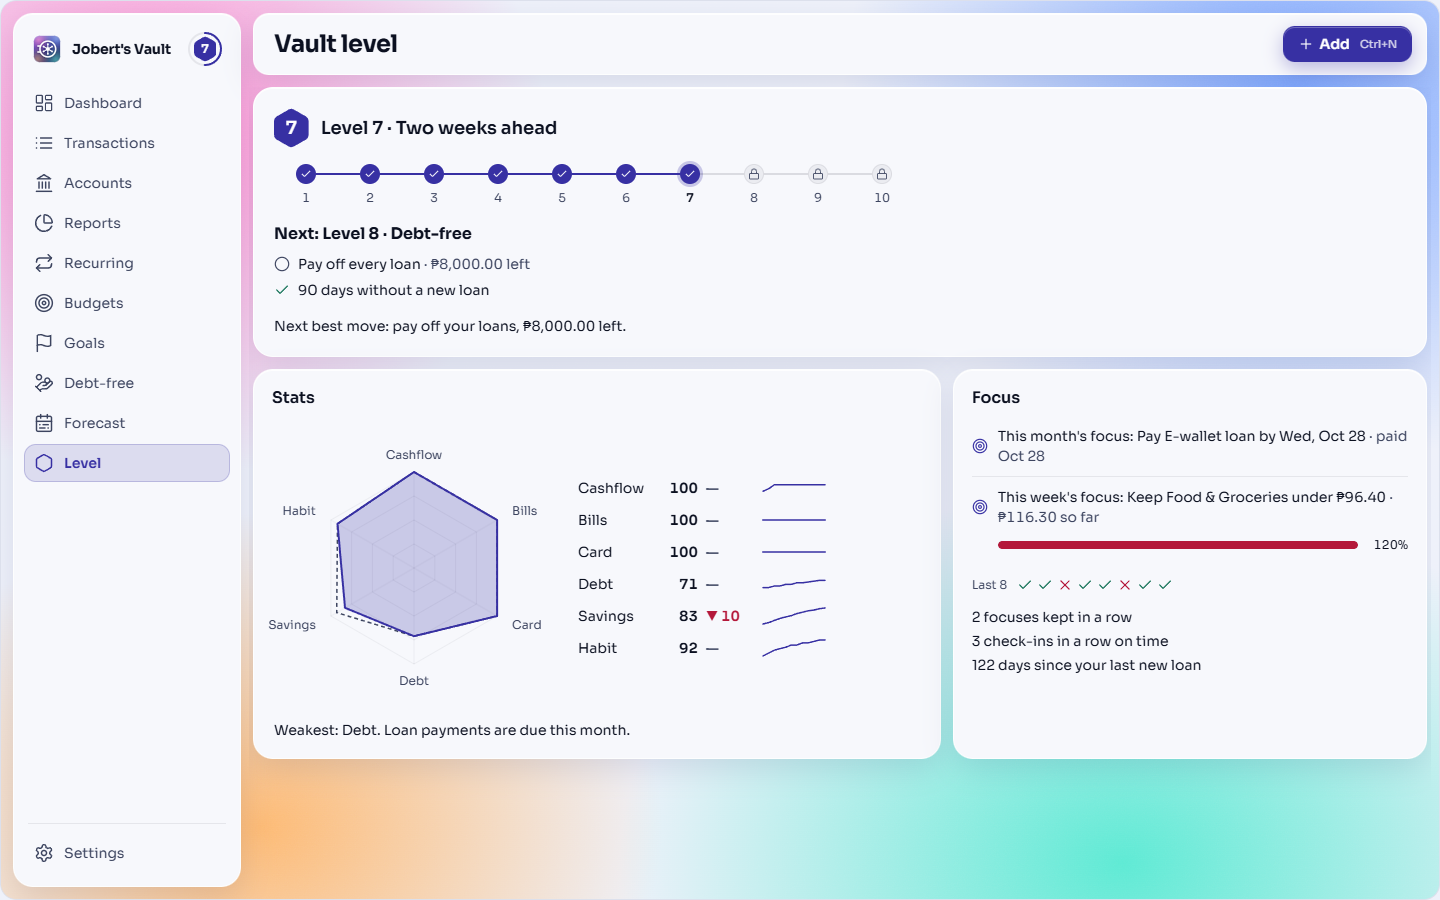 Jobert's Vault
7
Dashboard
Transactions
Accounts
Reports
Recurring
Budgets
Goals
Debt-free
Forecast
Level
Settings
Vault level
+ Add Ctrl+N
7
Level 7 · Two weeks ahead
1 2 3 4 5 6 7 8 9 10
Next: Level 8 · Debt-free
Pay off every loan · ₱8,000.00 left
90 days without a new loan
Next best move: pay off your loans, ₱8,000.00 left.
Stats
Cashflow
Habit
Bills
Savings
Card
Debt
Cashflow 100 —
Bills 100 —
Card 100 —
Debt 71 —
Savings 83 ▼ 10
Habit 92 —
Weakest: Debt. Loan payments are due this month.
Focus
This month's focus: Pay E-wallet loan by Wed, Oct 28 · paid
Oct 28
This week's focus: Keep Food & Groceries under ₱96.40 ·
₱116.30 so far
120%
Last 8
2 focuses kept in a row
3 check-ins in a row on time
122 days since your last new loan